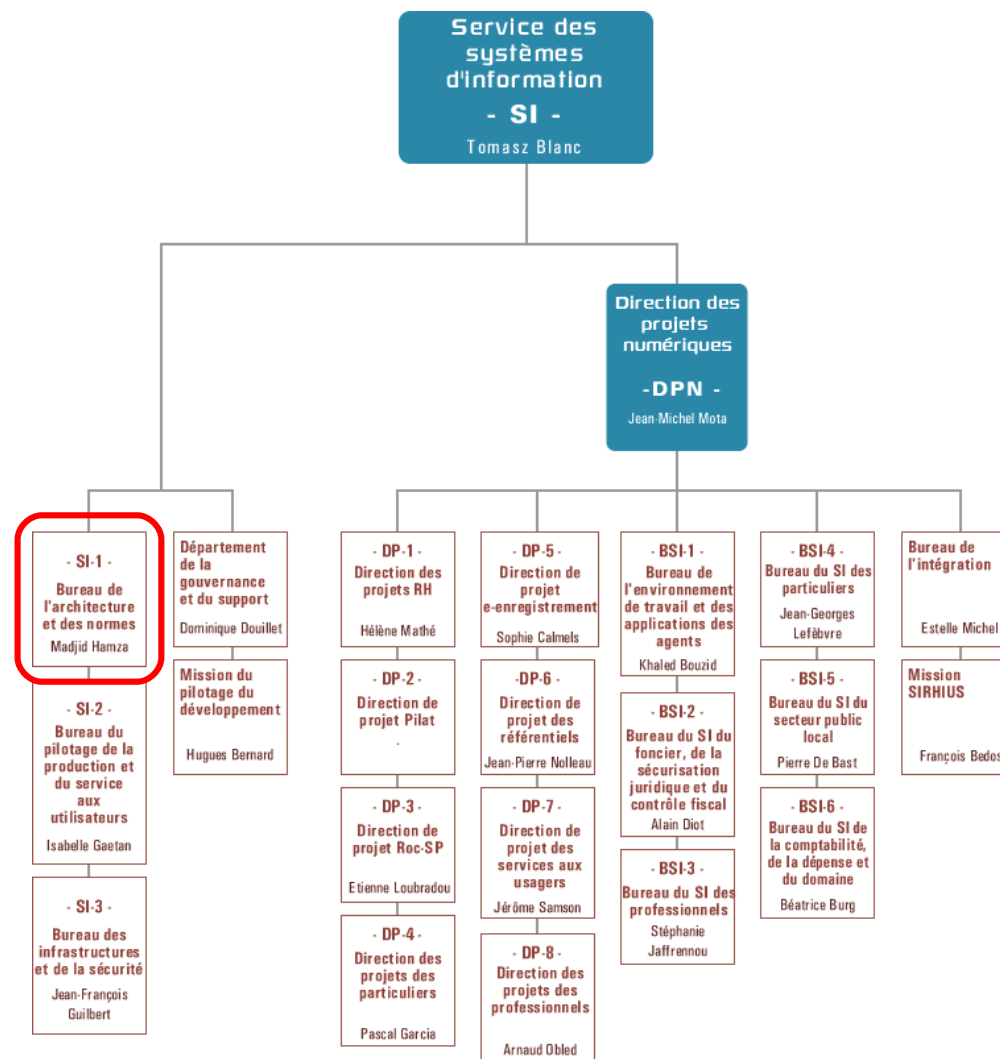 Service des
systèmes
d'information
- SI -
Tomasz Blanc
Direction des
projets
numériques
-DPN -
Jean-Michel Mota
- SI-1 -
Bureau de
l'architecture
et des normes
Madjid Hamza
- SI-2 -
Bureau du
pilotage de la
production et
du service
aux
utilisateurs
Isabelle Gaetan
- SI-3 -
Bureau des
infrastructures
et de la sécurité
Jean-François
Guilbert
Département
de la
gouvernance
et du support
Dominique Douillet
Mission du
pilotage du
développement
Hugues Bernard
- DP-1 -
Direction des
projets RH
Hélène Mathé
- DP-2 -
Direction de
projet Pilat
-
- DP-3 -
Direction de
projet Roc-SP
Etienne Loubradou
- DP-4 -
Direction des
projets des
particuliers
Pascal Garcia
- DP-5 -
Direction de
projet
e-enregistrement
Sophie Calmels
-DP-6 -
Direction de
projet des
référentiels
Jean-Pierre Nolleau
- DP-7 -
Direction de
projet des
services aux
usagers
Jérôme Samson
- DP-8 -
Direction des
projets des
professionnels
Arnaud Obled
- BSI-1 -
Bureau de
l'environnement
de travail et des
applications des
agents
Khaled Bouzid
- BSI-2 -
Bureau du SI du
foncier, de la
sécurisation
juridique et du
contrôle fiscal
Alain Diot
- BSI-3 -
Bureau du SI des
professionnels
Stéphanie
Jaffrennou
- BSI-4 -
Bureau du SI des
particuliers
Jean-Georges
Lefèbvre
- BSI-5 -
Bureau du SI du
secteur public
local
Pierre De Bast
- BSI-6 -
Bureau du SI de
la comptabilité,
de la dépense et
du domaine
Béatrice Burg
Bureau de
l'intégration
Estelle Michel
Mission
SIRHIUS
François Bedos